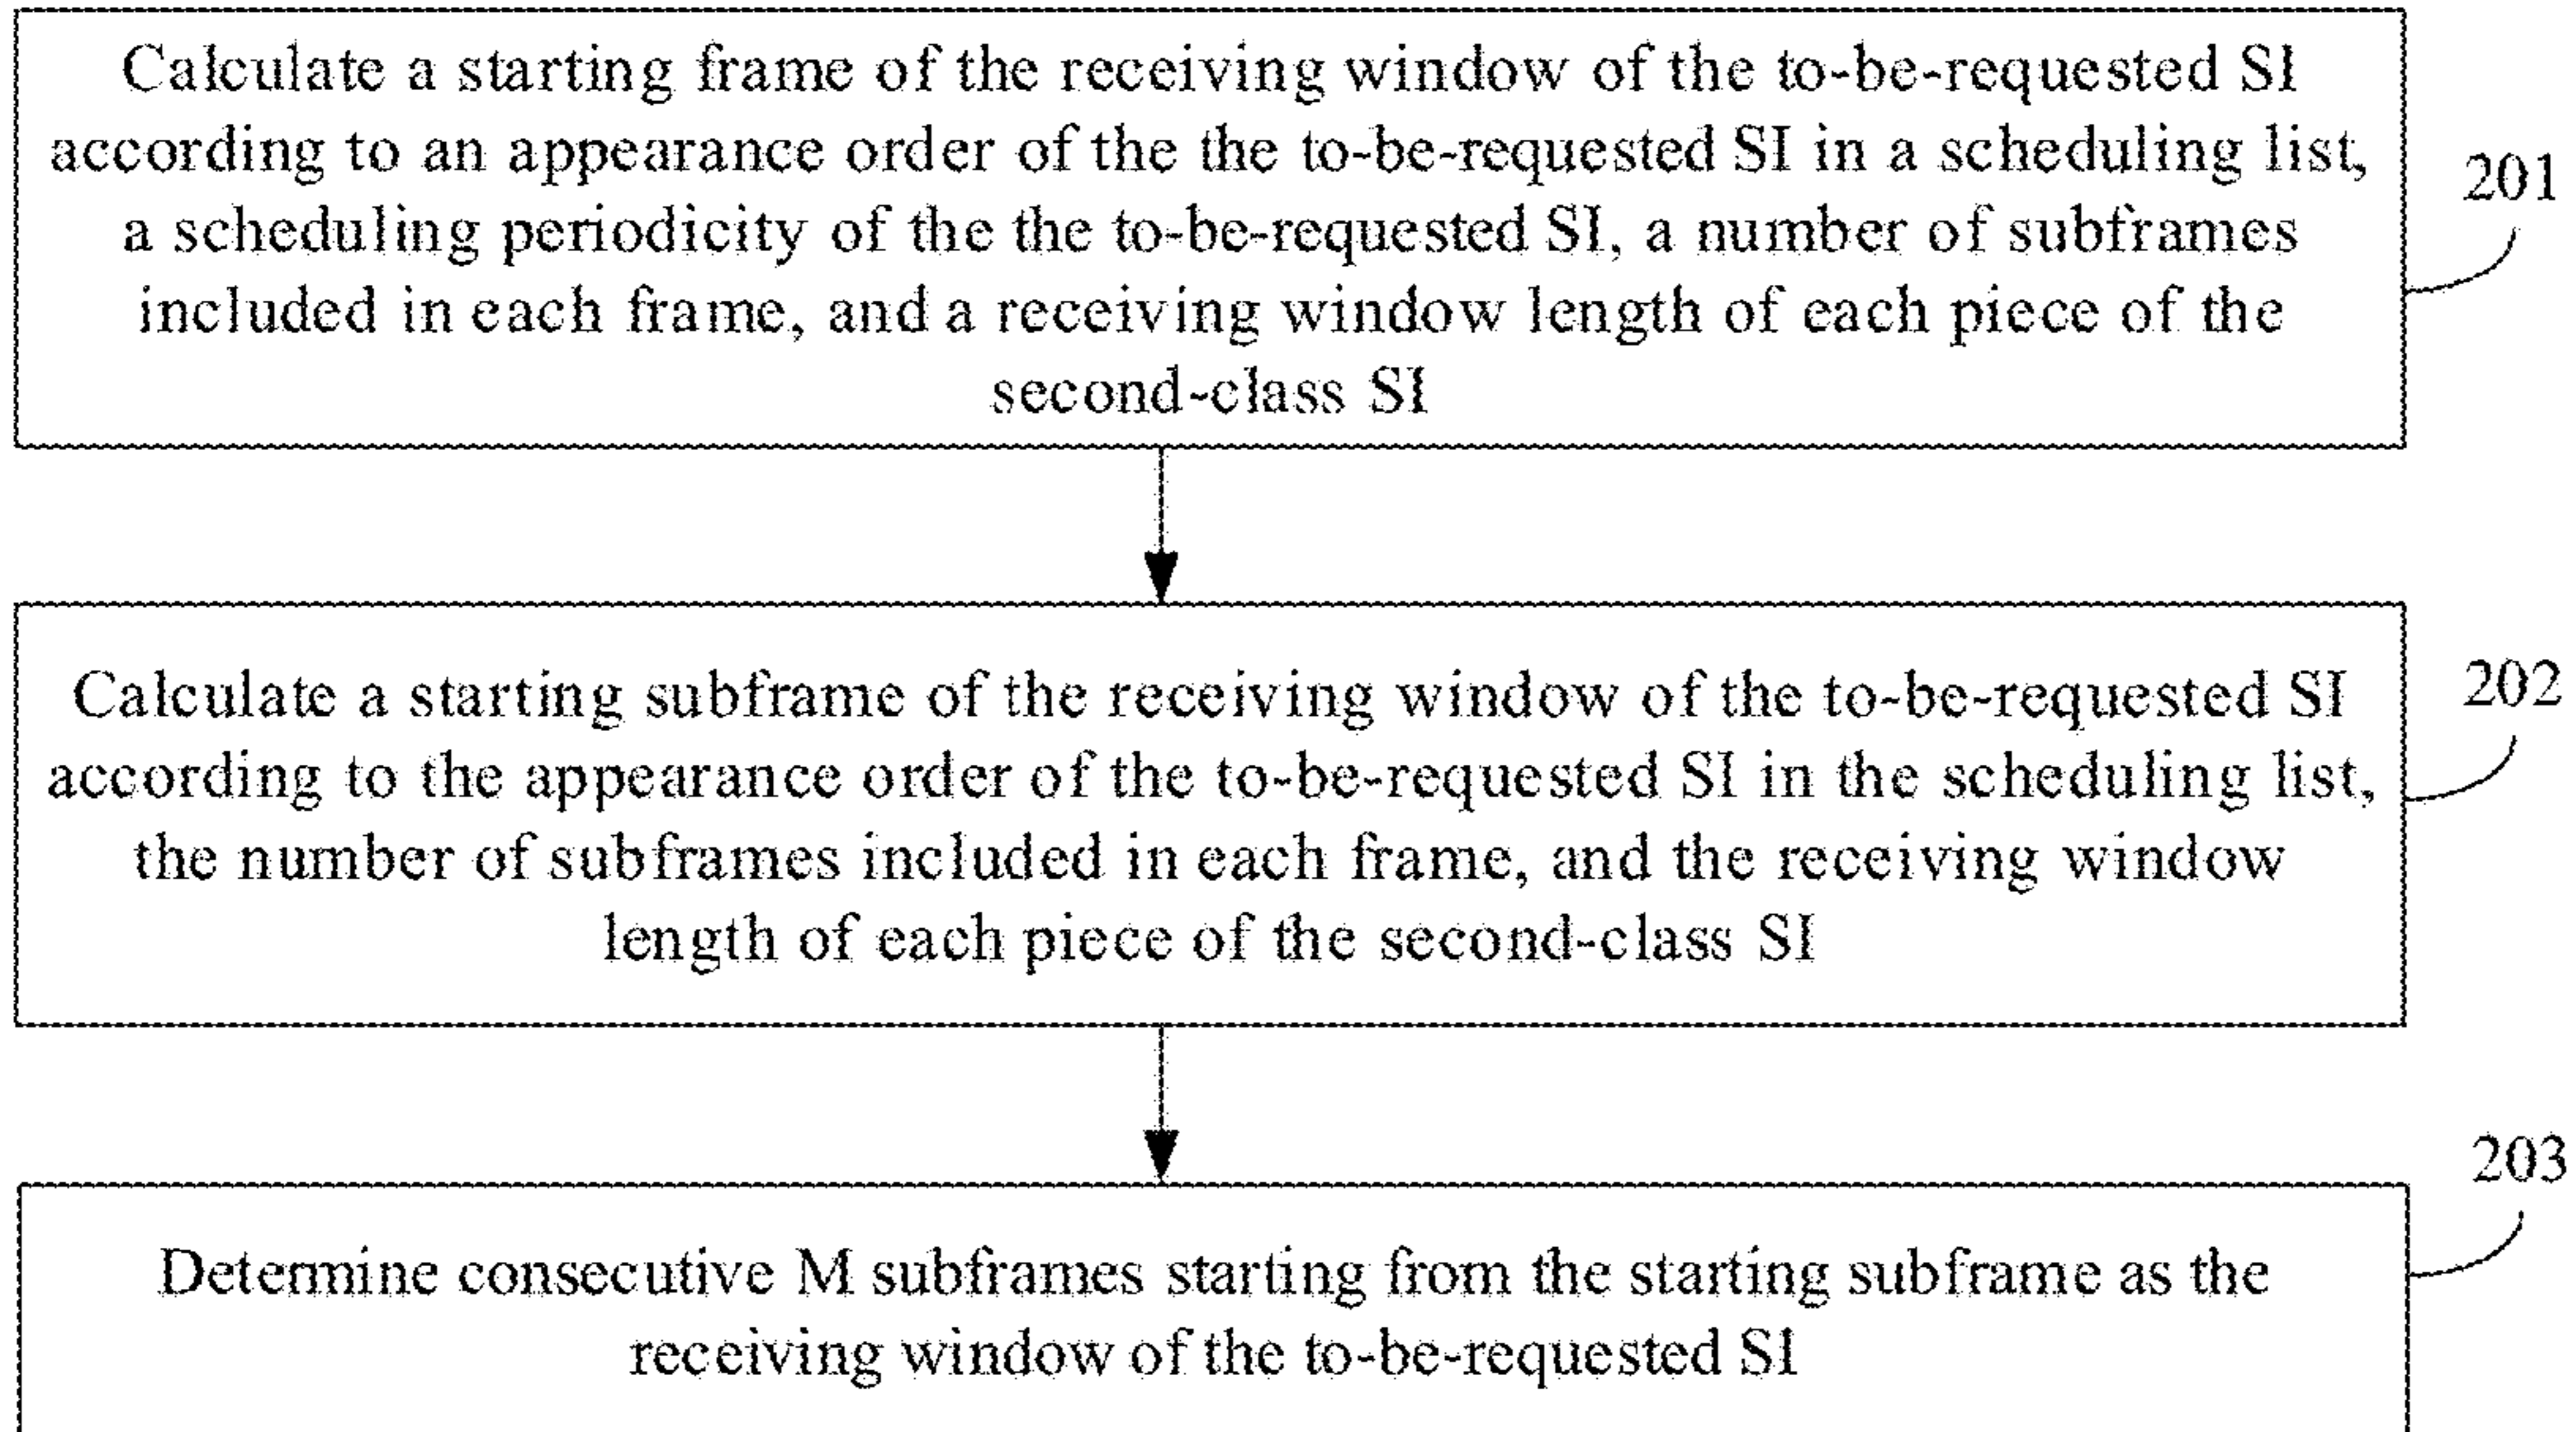 Calculate a starting frame of the receiving window of the to-be-requested SI
according to an appearance order of the the to-be-requested SI in a scheduling list,
a scheduling periodicity of the the to-be-requested SI, a number of subframes
included in each frame, and a receiving window length of each piece of the
second-class SI
201
Calculate a starting subframe of the receiving window of the to-be-requested SI
according to the appearance order of the to-be-requested SI in the scheduling list,
the number of subframes included in each frame, and the receiving window
length of each piece of the second-class SI
202
Determine consecutive M subframes starting from the starting subframe as the
receiving window of the to-be-requested SI
203